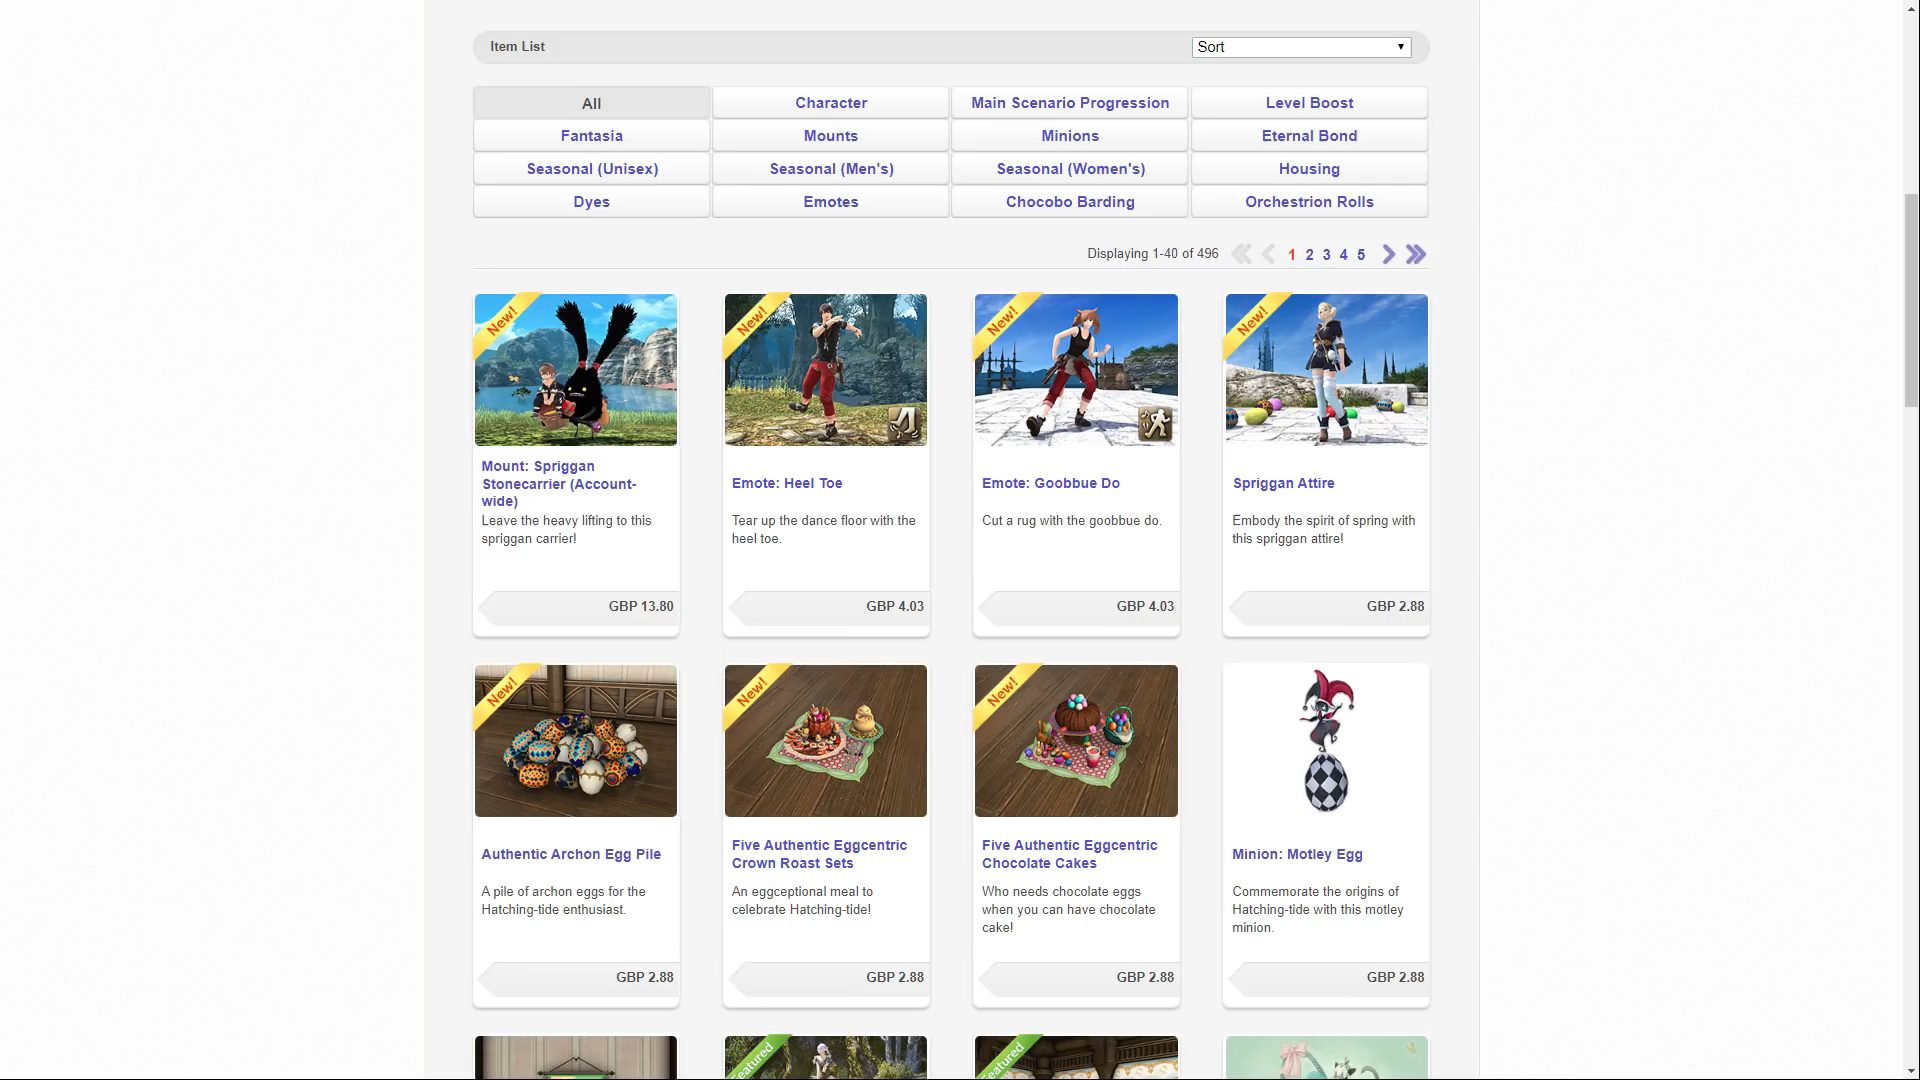 Item List
Sort
All
Character
Main Scenario Progression
Level Boost
Fantasia
Mounts
Minions
Eternal Bond
Seasonal (Unisex)
Seasonal (Men's)
Seasonal (Women's)
Housing
Dyes
Emotes
Chocobo Barding
Orchestrion Rolls
Displaying 1-40 of 496
1 2 3 4 5
New!
Mount: Spriggan
Stonecarrier (Account-
wide)
Leave the heavy lifting to this
spriggan carrier!
GBP 13.80
New!
Emote: Heel Toe
Tear up the dance floor with the
heel toe.
GBP 4.03
New!
Emote: Goobbue Do
Cut a rug with the goobbue do.
GBP 4.03
New!
Spriggan Attire
Embody the spirit of spring with
this spriggan attire!
GBP 2.88
New!
Authentic Archon Egg Pile
A pile of archon eggs for the
Hatching-tide enthusiast.
GBP 2.88
New!
Five Authentic Eggcentric
Crown Roast Sets
An eggceptional meal to
celebrate Hatching-tide!
GBP 2.88
New!
Five Authentic Eggcentric
Chocolate Cakes
Who needs chocolate eggs
when you can have chocolate
cake!
GBP 2.88
Minion: Motley Egg
Commemorate the origins of
Hatching-tide with this motley
minion.
GBP 2.88
Featured
Featured